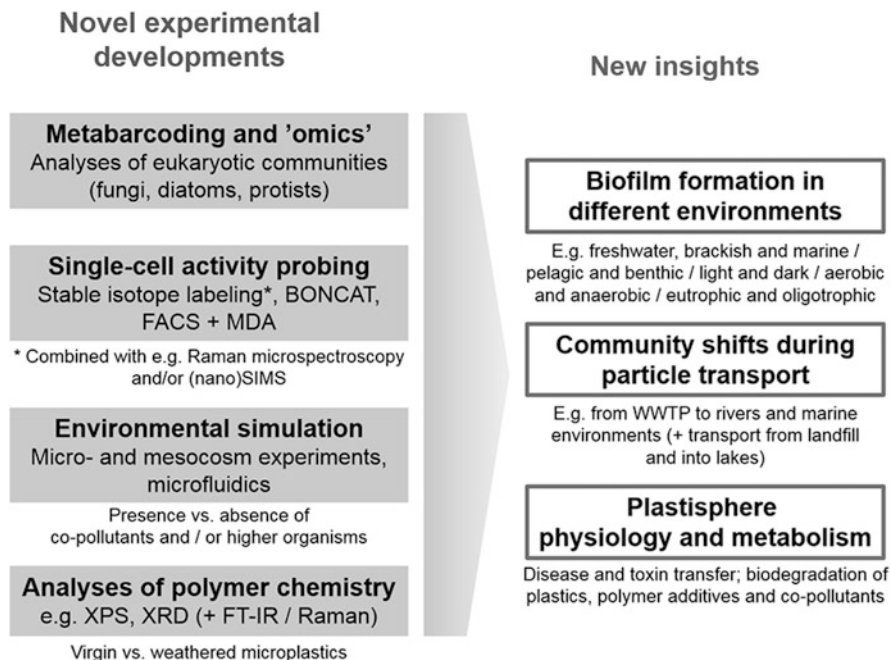 Novel experimental
developments
Metabarcoding and 'omics'
Analyses of eukaryotic communities
(fungi, diatoms, protists)
Single-cell activity probing
Stable isotope labeling*, BONCAT,
FACS + MDA
* Combined with e.g. Raman microspectroscopy
and/or (nano)SIMS
Environmental simulation
Micro- and mesocosm experiments,
microfluidics
Presence vs. absence of
co-pollutants and / or higher organisms
Analyses of polymer chemistry
e.g. XPS, XRD (+ FT-IR / Raman)
Virgin vs. weathered microplastics
New insights
Biofilm formation in
different environments
E.g. freshwater, brackish and marine /
pelagic and benthic / light and dark / aerobic
and anaerobic / eutrophic and oligotrophic
Community shifts during
particle transport
E.g. from WWTP to rivers and marine
environments (+ transport from landfill
and into lakes)
Plastisphere
physiology and metabolism
Disease and toxin transfer; biodegradation of
plastics, polymer additives and co-pollutants